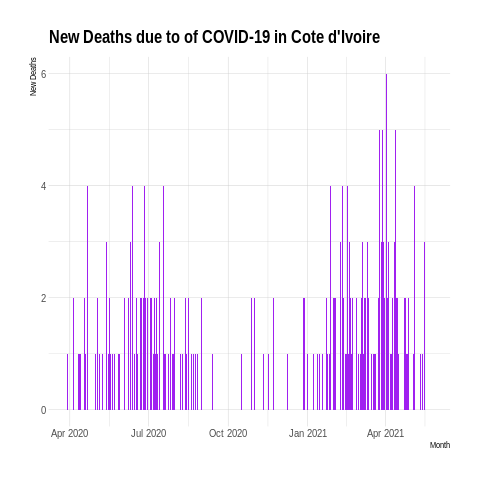 New Deaths due to of COVID-19 in Cote d'Ivoire
New Deaths
6
4
2
0
Apr 2020 Jul 2020 Oct 2020 Jan 2021 Apr 2021
Month